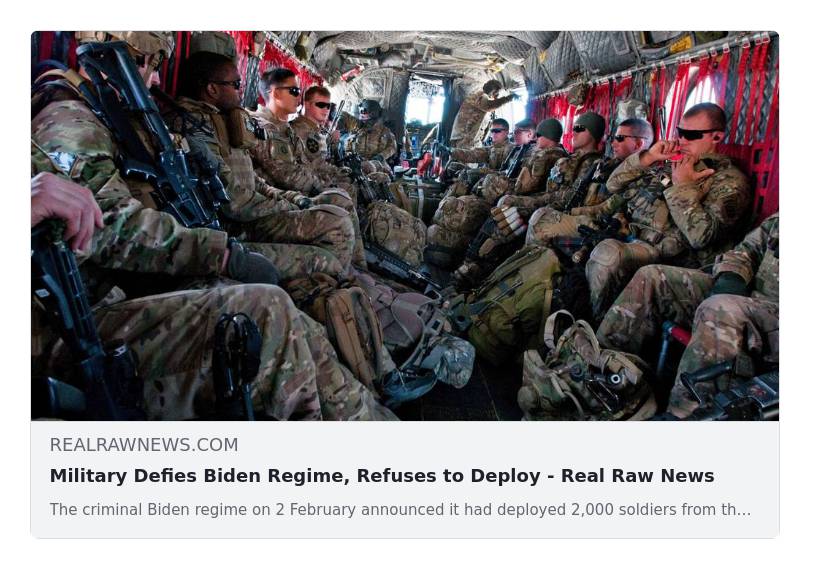 REALRAWNEWS.COM
Military Defies Biden Regime, Refuses to Deploy - Real Raw News
The criminal Biden regime on 2 February announced it had deployed 2,000 soldiers from th...